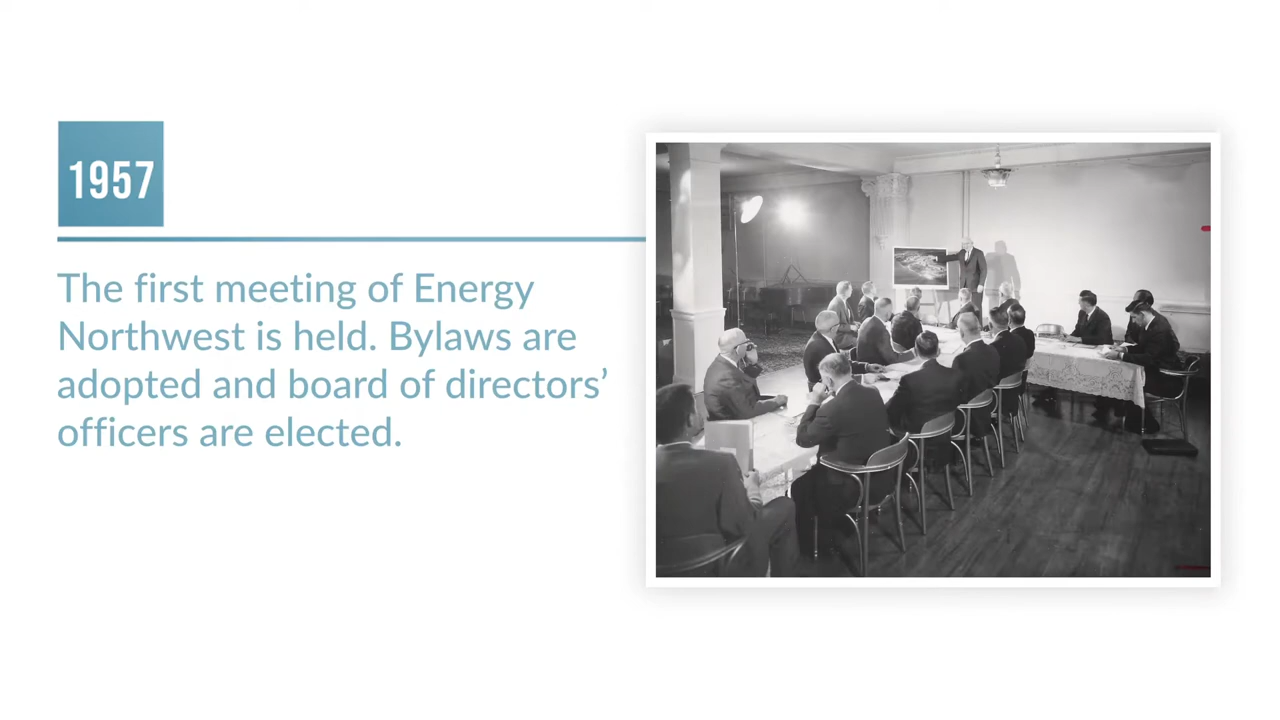 1957
The first meeting of Energy
Northwest is held. Bylaws are
adopted and board of directors’
officers are elected.